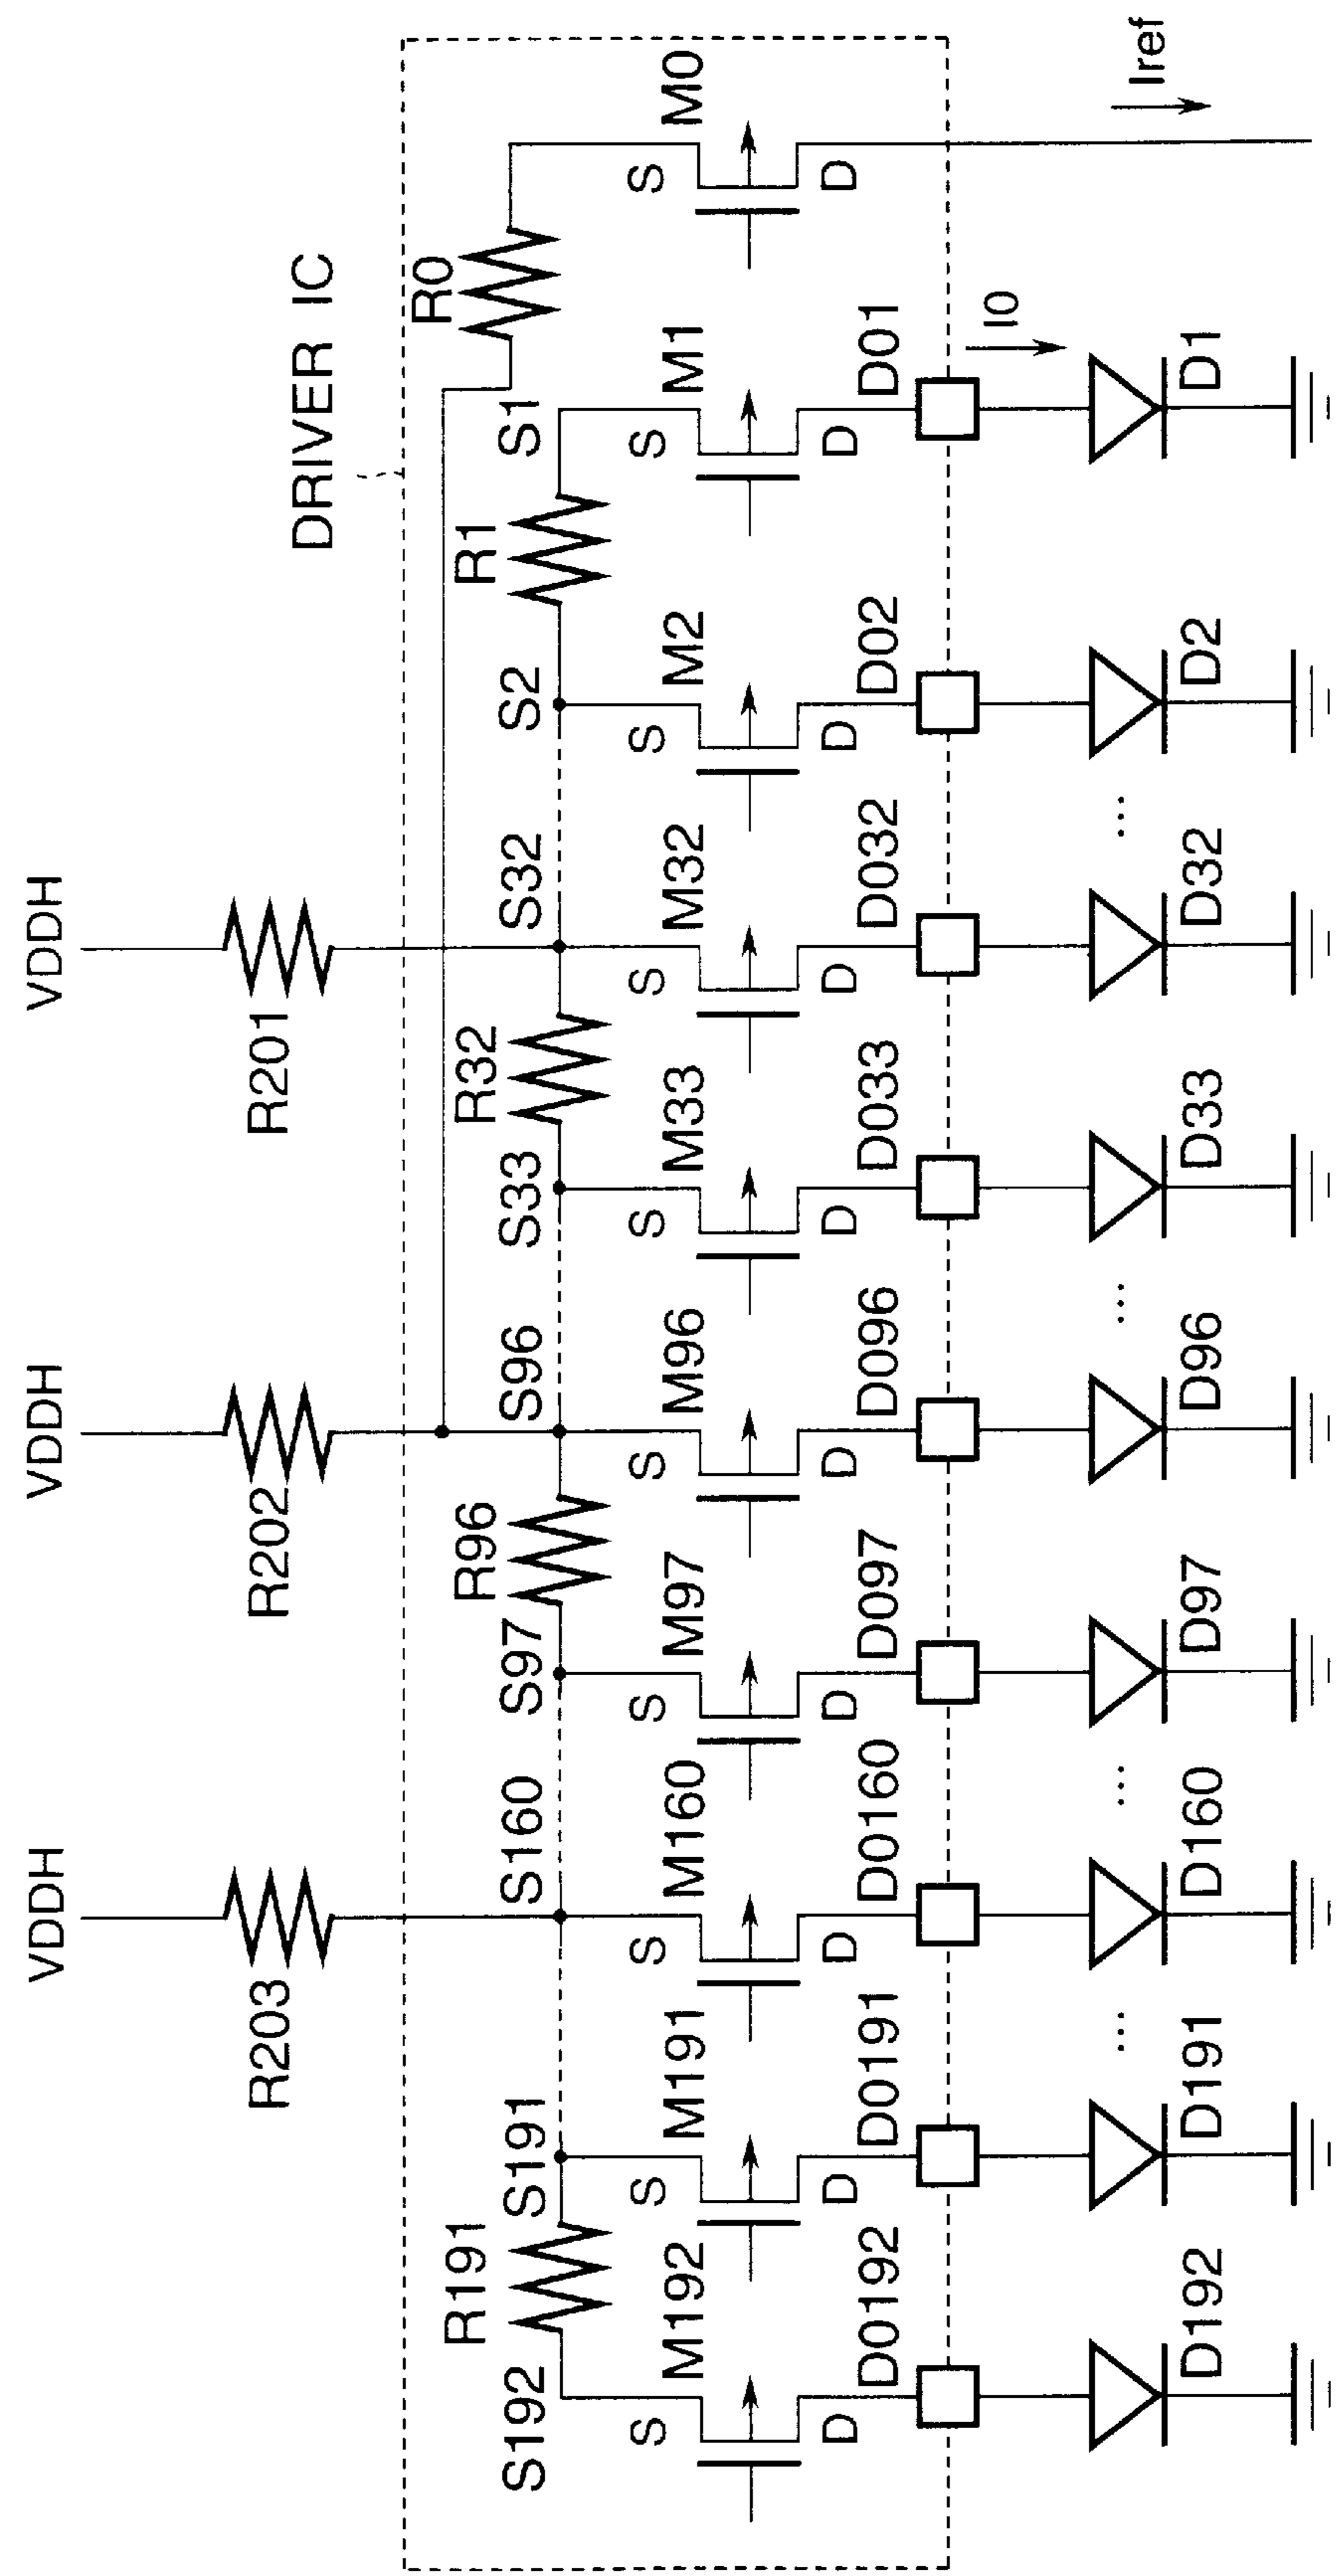 VDDH
VDDH
VDDH
R203
R202
R201
DRIVER IC
R0
R191
R96
R32
R1
S192
S191
S160
S97
S96
S33
S32
S2
S1
M192
M191
M160
M97
M96
M33
M32
M2
M1
M0
S
S
S
S
S
S
S
S
S
S
D
D
D
D
D
D
D
D
D
D
D0192
D0191
D0160
D097
D096
D033
D032
D02
D01
I0
Iref
...
...
...
...
D192
D191
D160
D97
D96
D33
D32
D2
D1